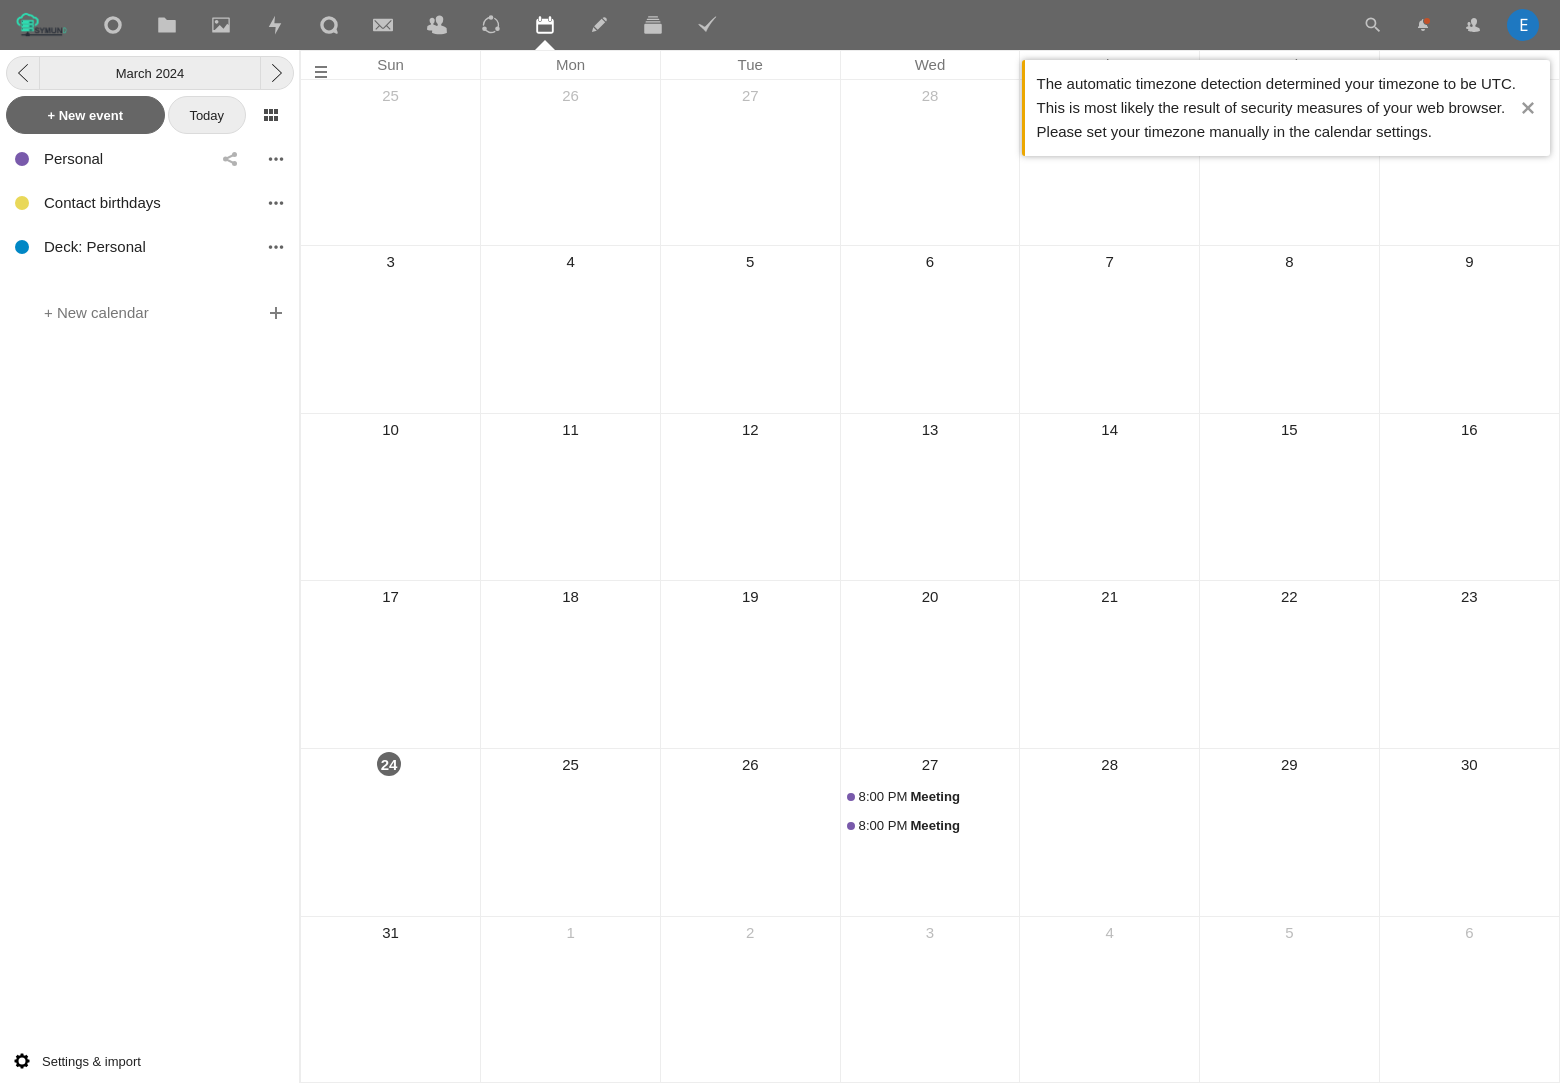 E
March 2024
+ New event
Today
Personal
Contact birthdays
Deck: Personal
+ New calendar
Settings & import
Sun Mon Tue Wed
The automatic timezone detection determined your timezone to be UTC.
This is most likely the result of security measures of your web browser.
Please set your timezone manually in the calendar settings.
25 26 27 28
3 4 5 6 7 8 9
10 11 12 13 14 15 16
17 18 19 20 21 22 23
24 25 26 27 28 29 30
8:00 PM Meeting
8:00 PM Meeting
31 1 2 3 4 5 6